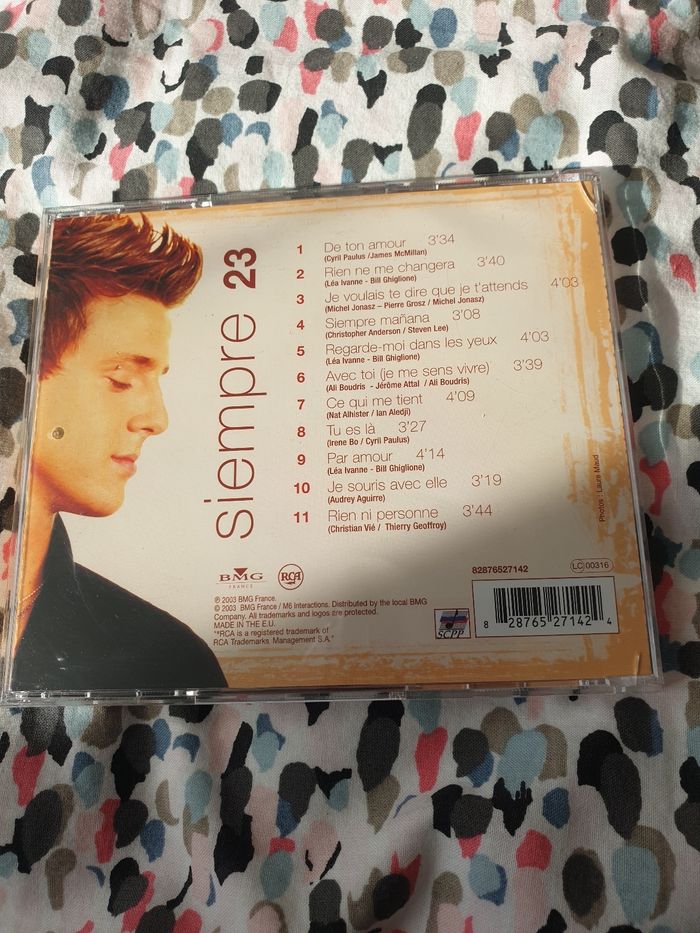 siempre 23
1 De ton amour 3'34
(Cyril Paulus /James McMillan)
2 Rien ne me changera 3'40
(Léa Ivanne - Bill Ghiglione)
3 Je voulais te dire que je t'attends 4'03
(Michel Jonasz – Pierre Grosz / Michel Jonasz)
4 Siempre mañana 3'08
(Christopher Anderson / Steven Lee)
5 Regarde-moi dans les yeux 4'03
(Léa Ivanne - Bill Ghiglione)
6 Avec toi (je me sens vivre) 3'39
(Ali Boudris - Jérôme Attal / Ali Boudris)
7 Ce qui me tient 4'09
(Nat Alhister / Ian Aledji)
8 Tu es là 3'27
(Irene Bo / Cyril Paulus)
9 Par amour 4'14
(Léa Ivanne - Bill Ghiglione)
10 Je souris avec elle 3'19
(Audrey Aguirre)
11 Rien ni personne 3'44
(Christian Vié / Thierry Geoffroy)
Photos : Laura Maud
BMG
FRANCE
RCA
℗ 2003 BMG France.
© 2003 BMG France / M6 Interactions. Distributed by the local BMG
Company. All trademarks and logos are protected.
MADE IN THE E.U.
"RCA is a registered trademark of
RCA Trademarks Management S.A."
SCPP
82876527142
LC 00316
8 28765 27142 4